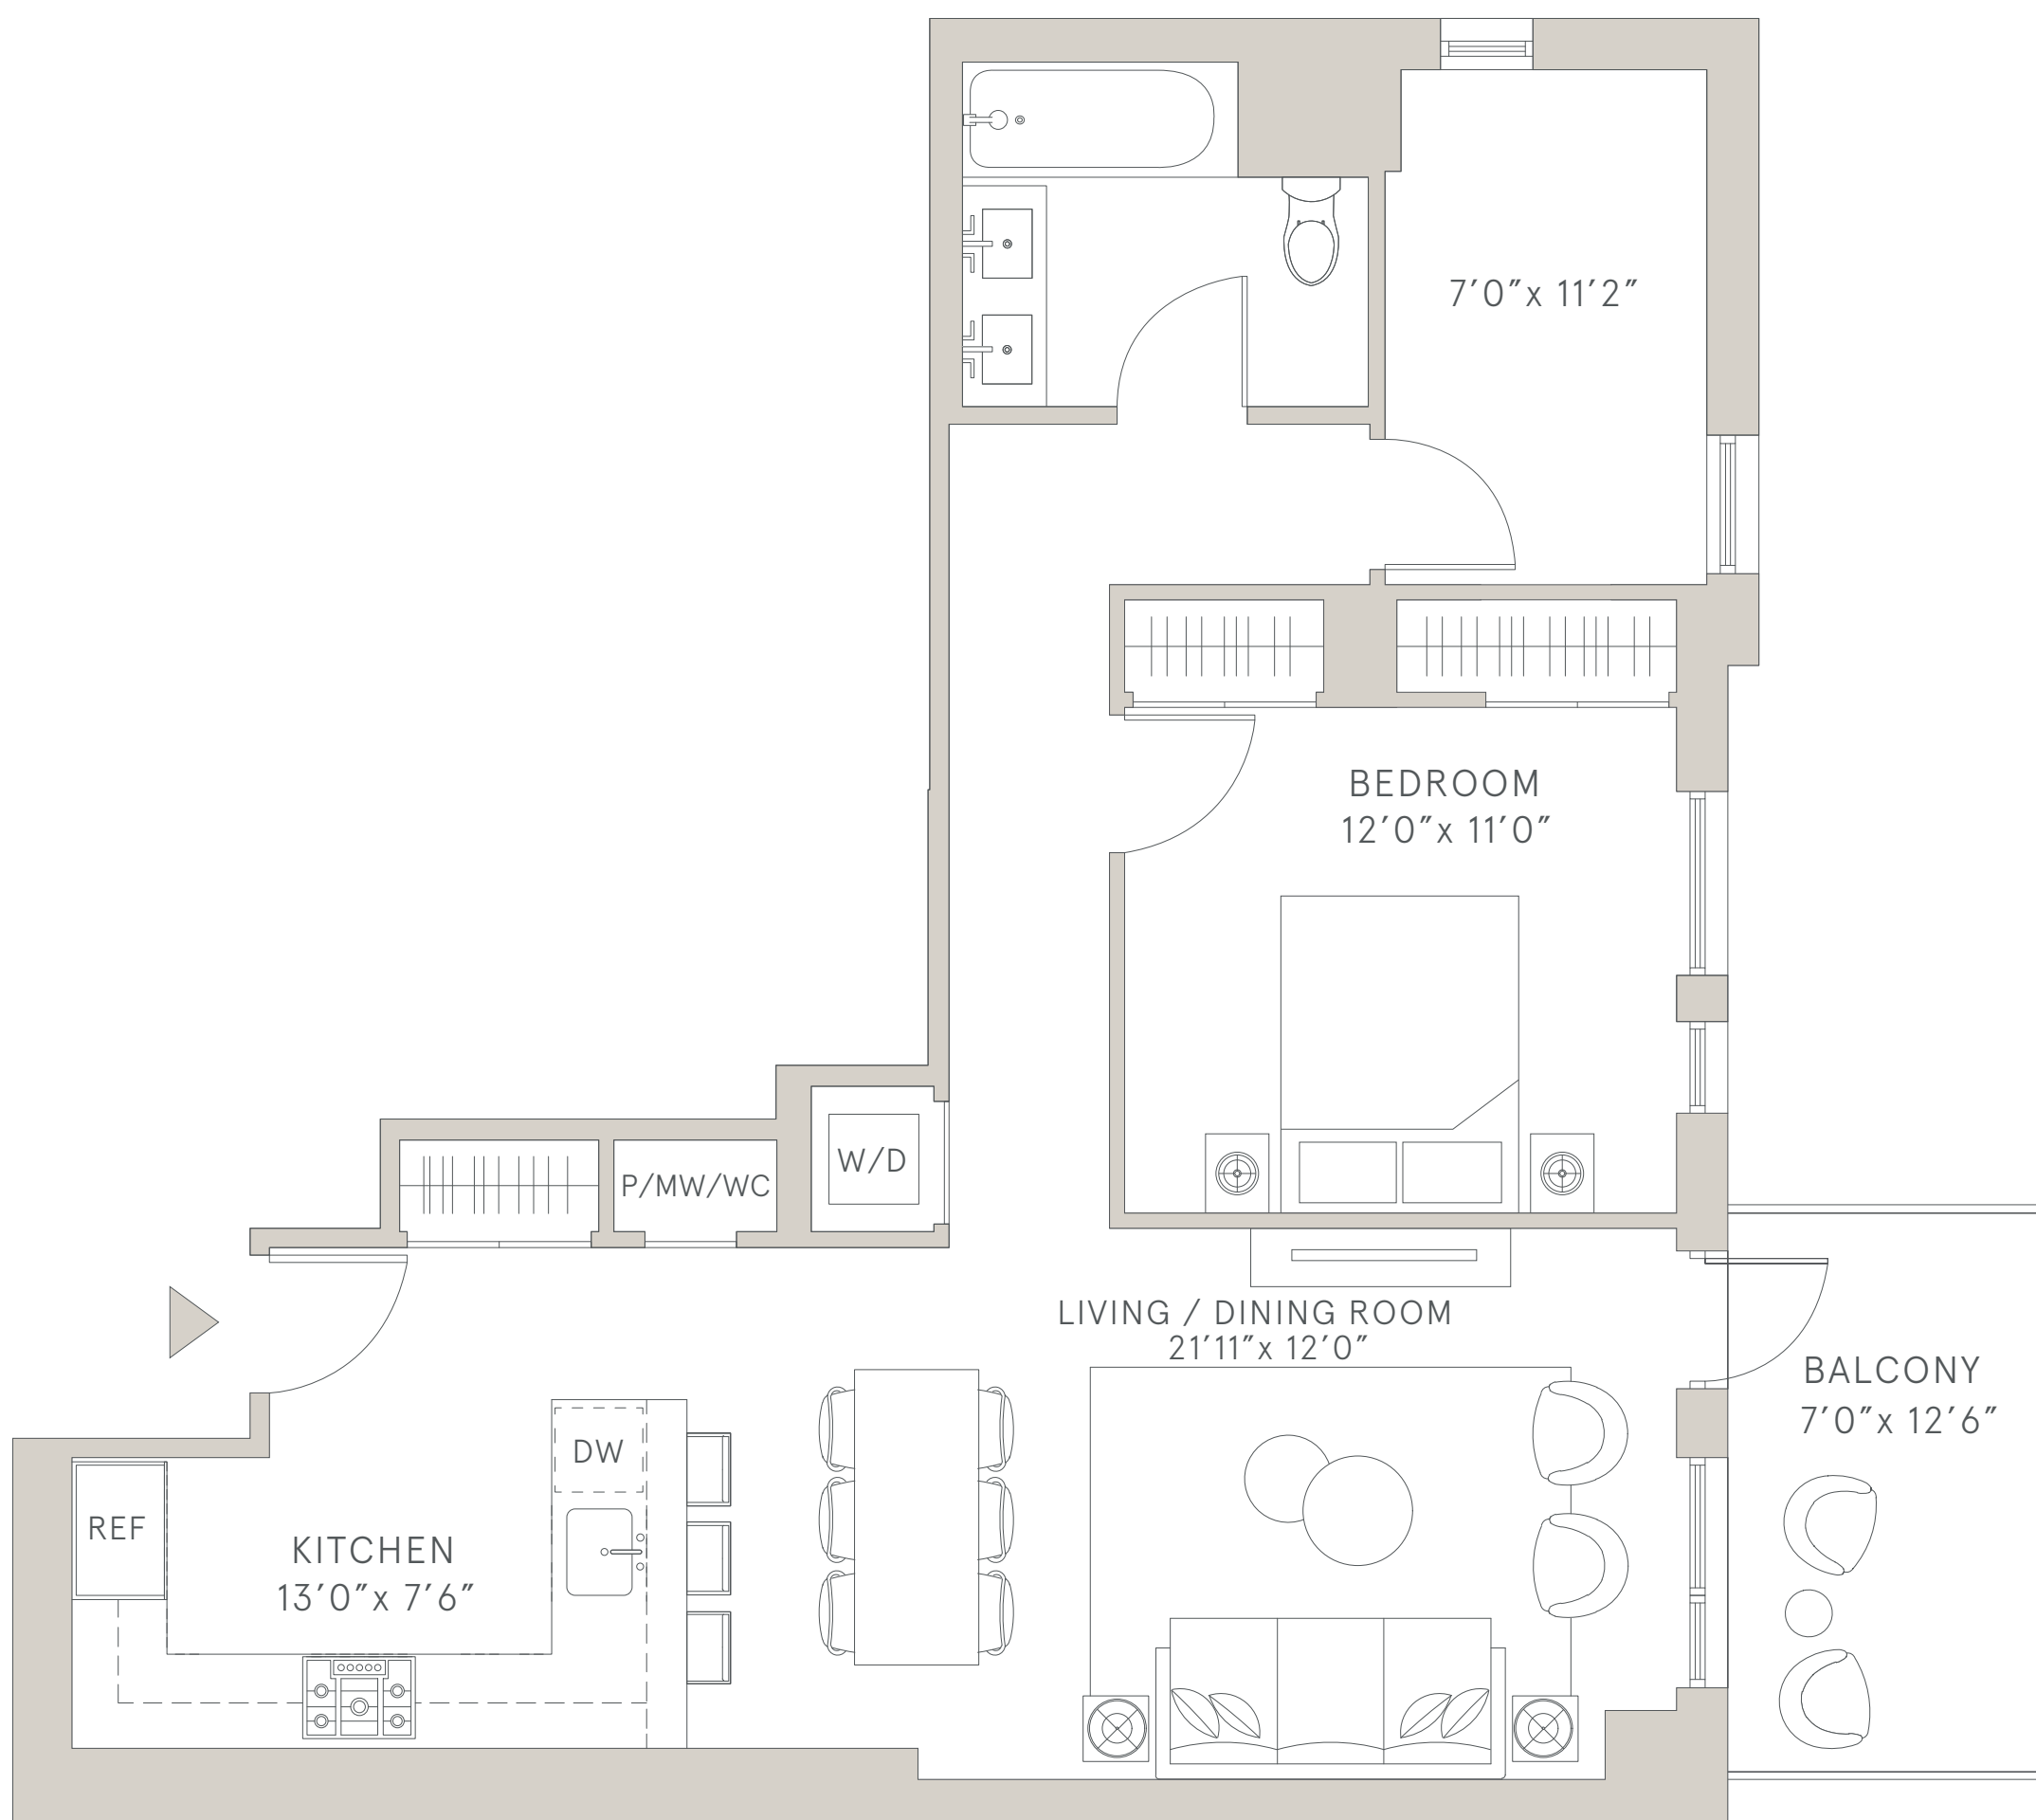 7′0″x 11′2″
BEDROOM
12′0″x 11′0″
W/D
P/MW/WC
LIVING / DINING ROOM
21′11″x 12′0″
BALCONY
7′0″x 12′6″
DW
REF
KITCHEN
13′0″x 7′6″